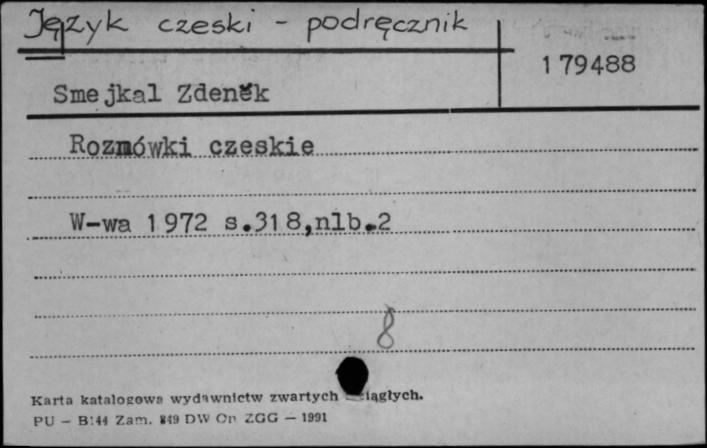 Język czeski - podręcznik
179488
Smejkal Zdeněk
Rozmówki czeskie
W-wa 1972 s.318,nlb.2
8
Karta katalogowa wydawnictw zwartych ciągłych.
PU — B:44 Zam. 849 DW Op ZGG — 1991